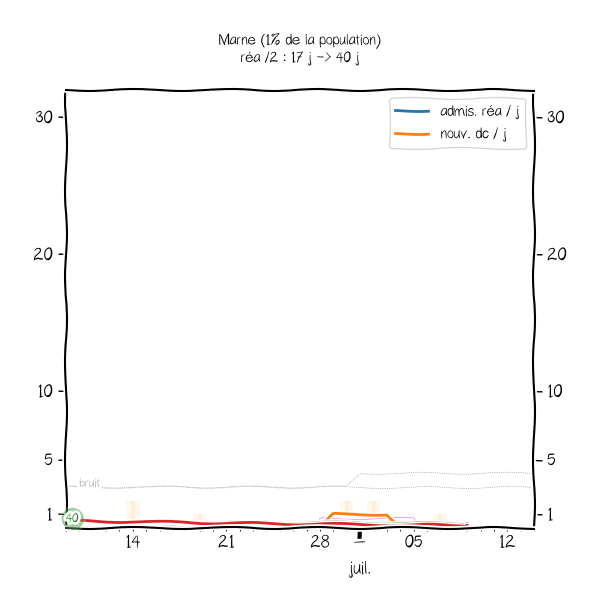 Marne (1% de la population)
réa /2 : 17 j -> 40 j
admis. réa / j
nouv. dc / j
30
30
20
20
10
10
5
5
bruit
1
40
1
14
21
28
1
05
12
juil.